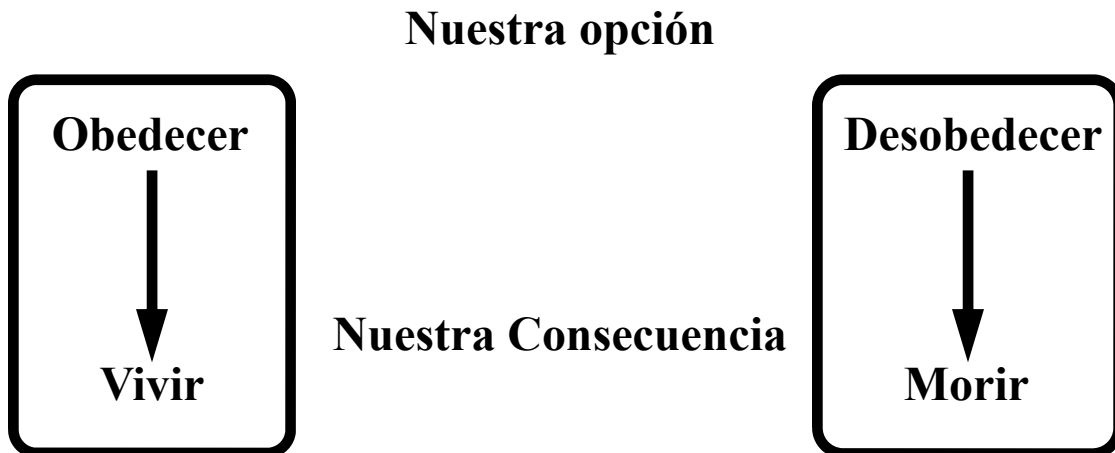 Nuestra opción
Obedecer
Desobedecer
Nuestra Consecuencia
Vivir
Morir